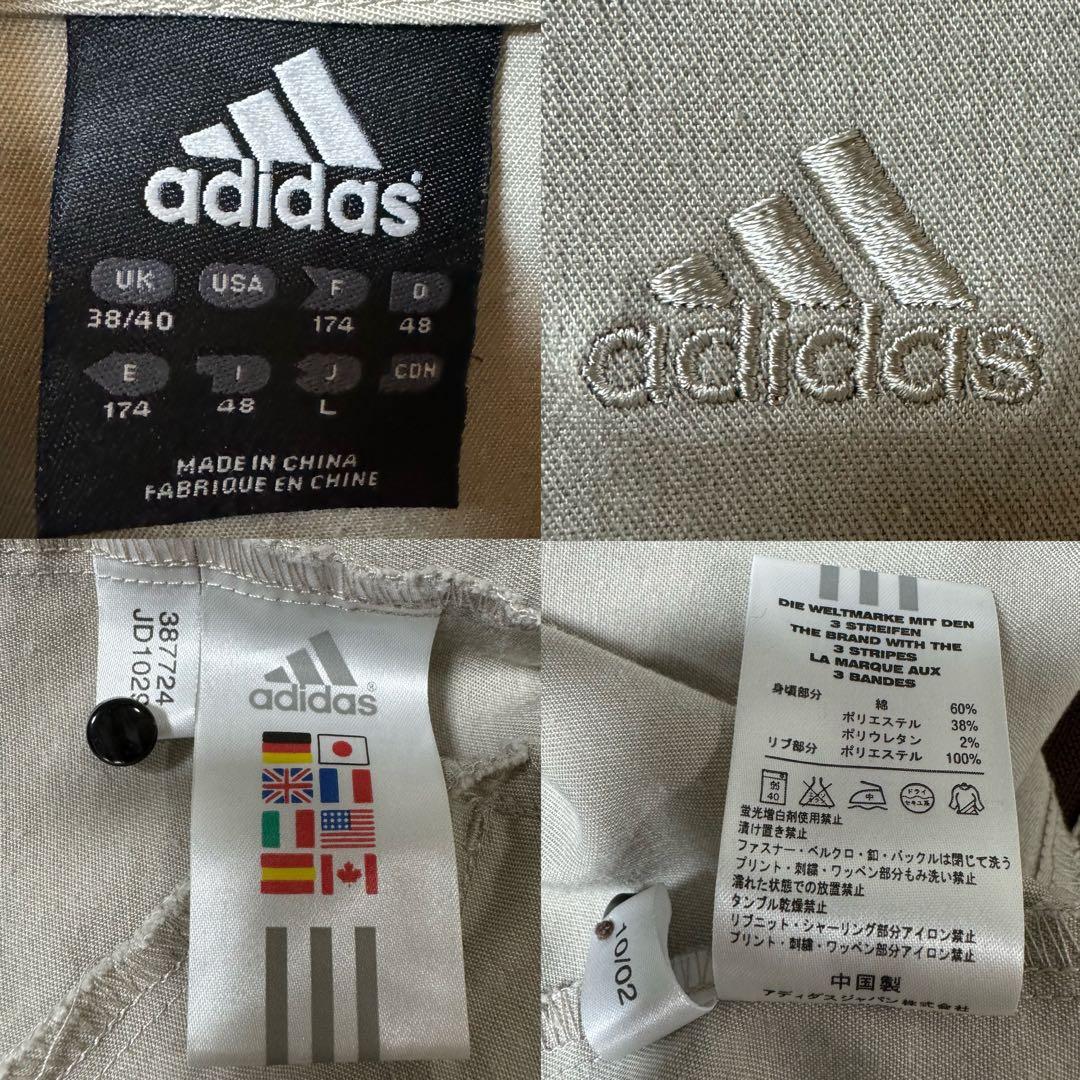 adidas
UK USA F D
38/40 174 48
E I J CDN
174 48 L
MADE IN CHINA
FABRIQUE EN CHINE
adidas
387724
JD1029
adidas®
DIE WELTMARKE MIT DEN
3 STREIFEN
THE BRAND WITH THE
3 STRIPES
LA MARQUE AUX
3 BANDES
身頃部分 綿 60%
ポリエステル 38%
ポリウレタン 2%
リブ部分 ポリエステル 100%
40 中 ドライ セキユ系
蛍光増白剤使用禁止
漬け置き禁止
ファスナー・ベルクロ・釦・バックルは閉じて洗う
プリント・刺繍・ワッペン部分もみ洗い禁止
濡れた状態での放置禁止
タンブル乾燥禁止
リブニット・シャーリング部分アイロン禁止
プリント・刺繍・ワッペン部分アイロン禁止
中国製
アディダスジャパン株式会社
10/02